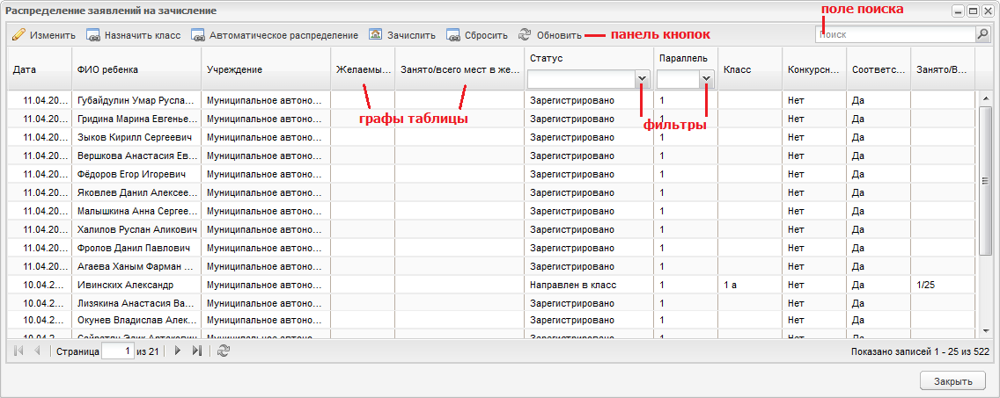 Распределение заявлений на зачисление
поле поиска
Изменить Назначить класс Автоматическое распределение Зачислить Сбросить Обновить панель кнопок Поиск
Дата ФИО ребенка Учреждение Желаемы... Занято/всего мест в же... Статус Параллель Класс Конкурсн... Соответс... Занято/В...
11.04.20... Губайдулин Умар Русла... Муниципальное автоно... Зарегистрировано 1 Нет Да
графы таблицы
фильтры
11.04.20... Гридина Марина Евгенье... Муниципальное автоно... Зарегистрировано 1 Нет Да
11.04.20... Зыков Кирилл Сергеевич Муниципальное автоно... Зарегистрировано 1 Нет Да
11.04.20... Вершкова Анастасия Ев... Муниципальное автоно... Зарегистрировано 1 Нет Да
11.04.20... Фёдоров Егор Игоревич Муниципальное автоно... Зарегистрировано 1 Нет Да
11.04.20... Яковлев Данил Алексее... Муниципальное автоно... Зарегистрировано 1 Нет Да
11.04.20... Малышкина Анна Сергее... Муниципальное автоно... Зарегистрировано 1 Нет Да
11.04.20... Халилов Руслан Аликович Муниципальное автоно... Зарегистрировано 1 Нет Да
11.04.20... Фролов Данил Павлович Муниципальное автоно... Зарегистрировано 1 Нет Да
11.04.20... Агаева Ханым Фарман ... Муниципальное автоно... Зарегистрировано 1 Нет Да
10.04.2... Ивинских Александр Муниципальное автоно... Направлен в класс 1 1 а Нет Да 1/25
10.04.2... Лизякина Анастасия Ва... Муниципальное автоно... Зарегистрировано 1 Нет Да
10.04.2... Окунев Владислав Алек... Муниципальное автоно... Зарегистрировано 1 Нет Да
10.04.2... Муниципальное автоно... Зарегистрировано 1 Нет Да
Страница 1 из 21 Показано записей 1 - 25 из 522
Закрыть